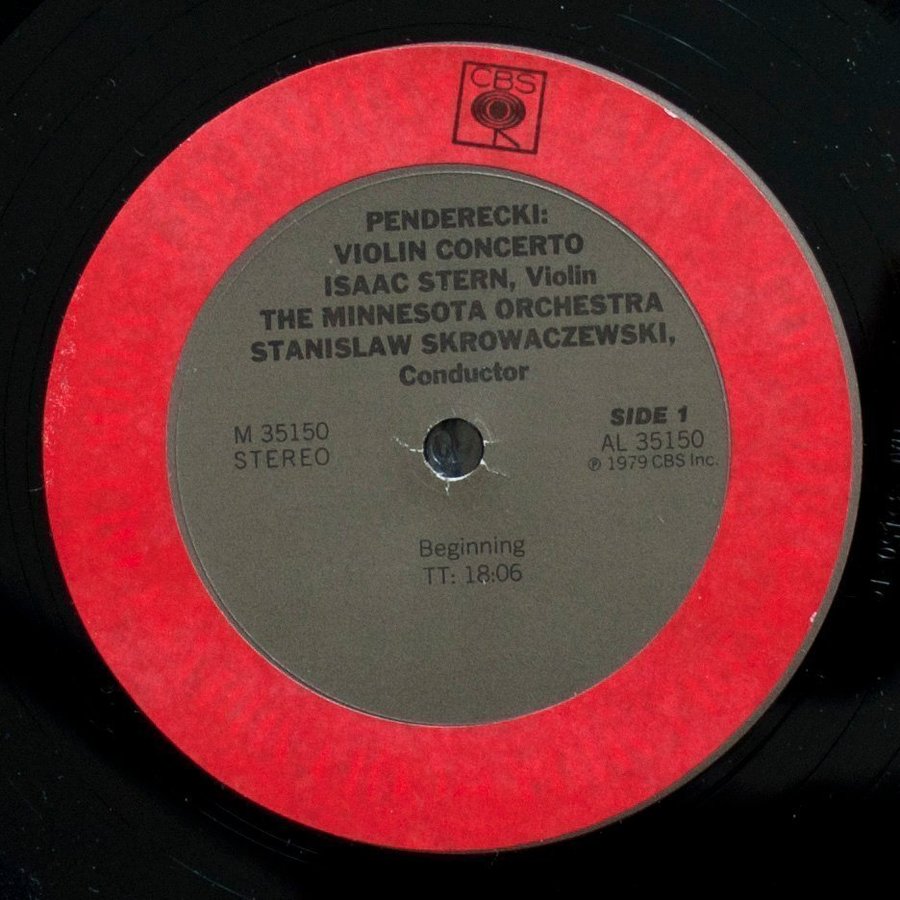 CBS
PENDERECKI:
VIOLIN CONCERTO
ISAAC STERN, Violin
THE MINNESOTA ORCHESTRA
STANISLAW SKROWACZEWSKI,
Conductor
M 35150
STEREO
SIDE 1
AL 35150
℗ 1979 CBS Inc.
Beginning
TT: 18:06